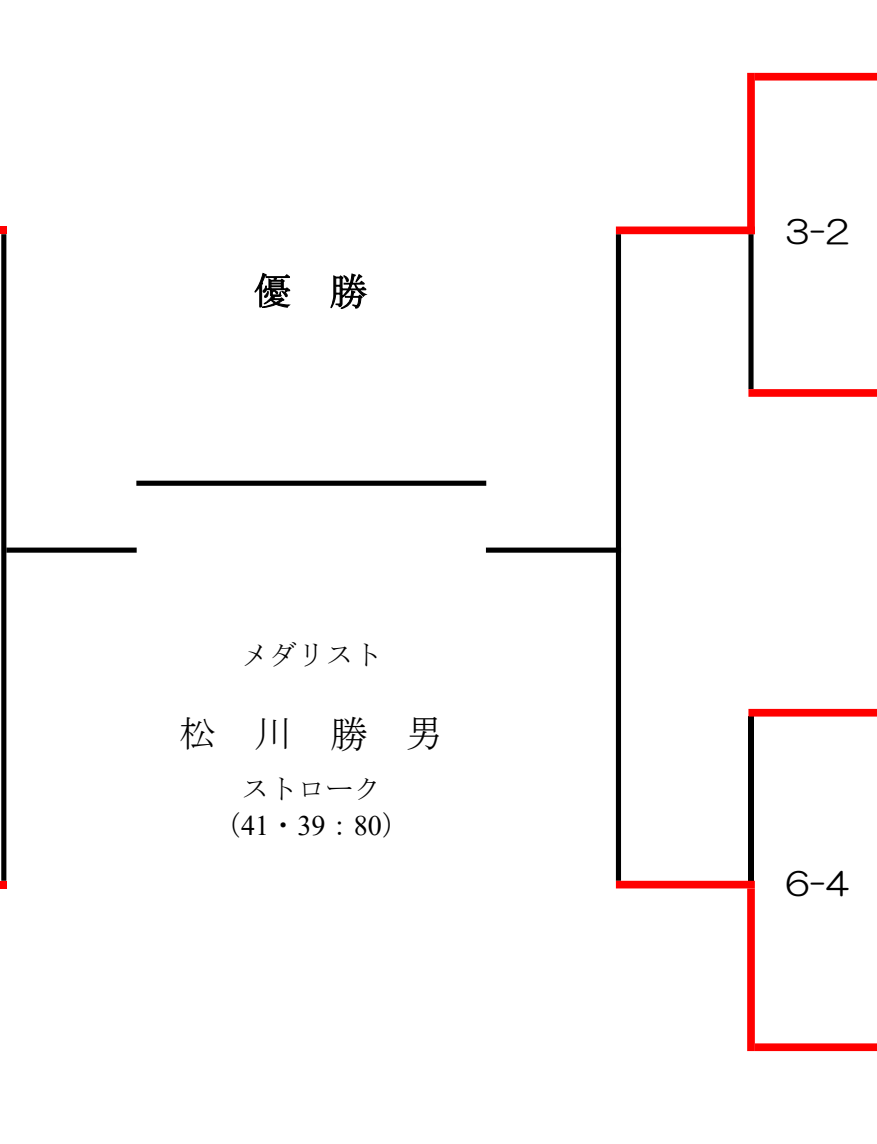 3-2
優　勝
メダリスト
松　川　勝　男
ストローク
（41・39：80）
6-4